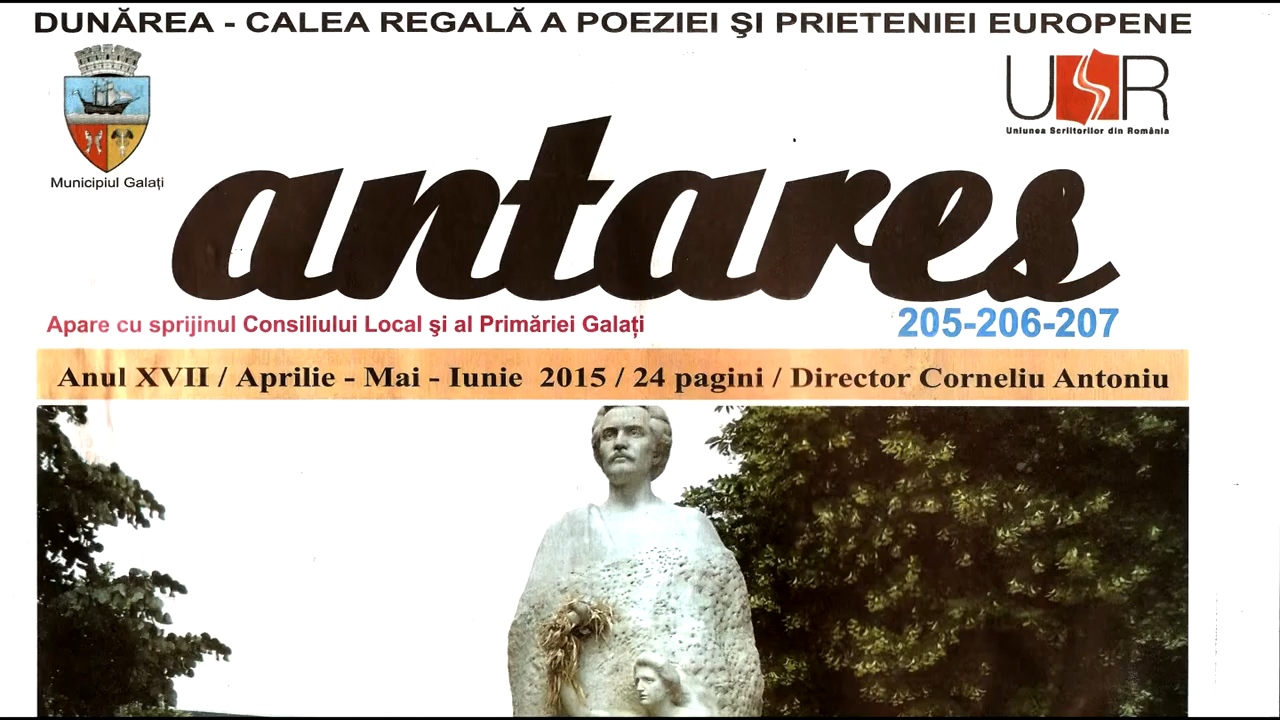 DUNĂREA - CALEA REGALĂ A POEZIEI ŞI PRIETENIEI EUROPENE
USR
Uniunea Scriitorilor din România
Municipiul Galați
antares
Apare cu sprijinul Consiliului Local şi al Primăriei Galați
205-206-207
Anul XVII / Aprilie - Mai - Iunie 2015 / 24 pagini / Director Corneliu Antoniu